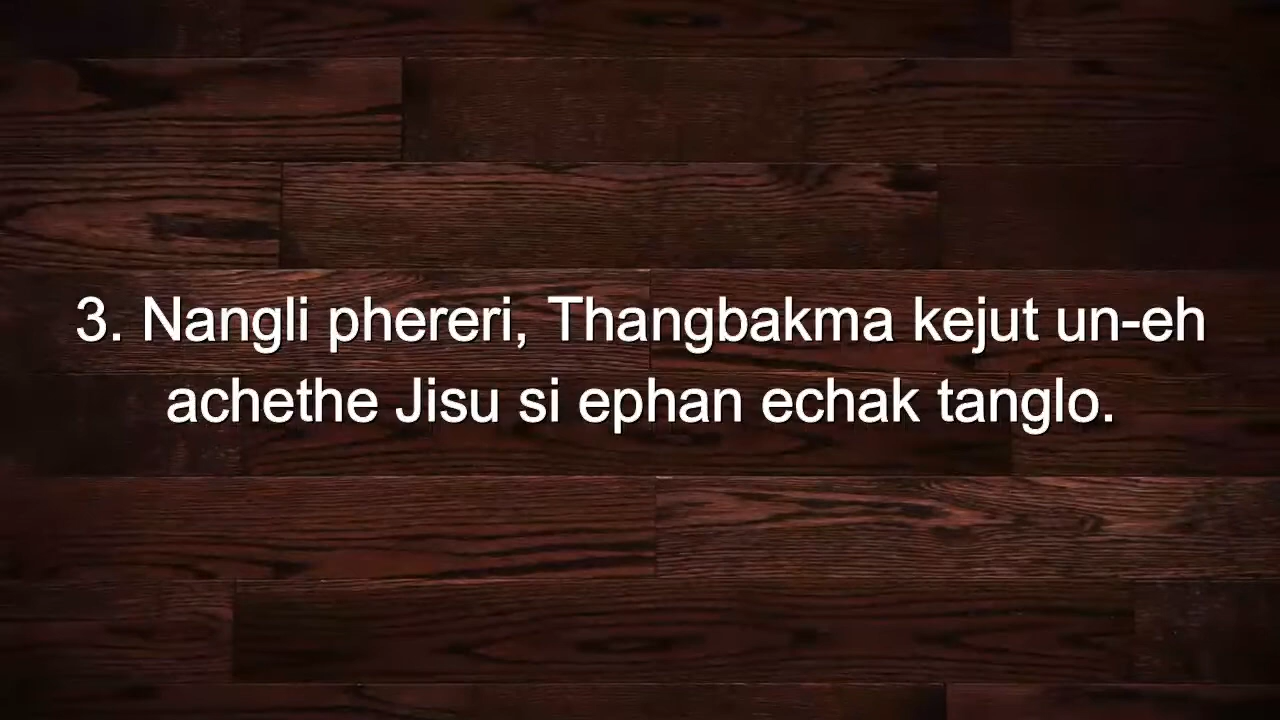 3. Nangli phereri, Thangbakma kejut un-eh
achethe Jisu si ephan echak tanglo.